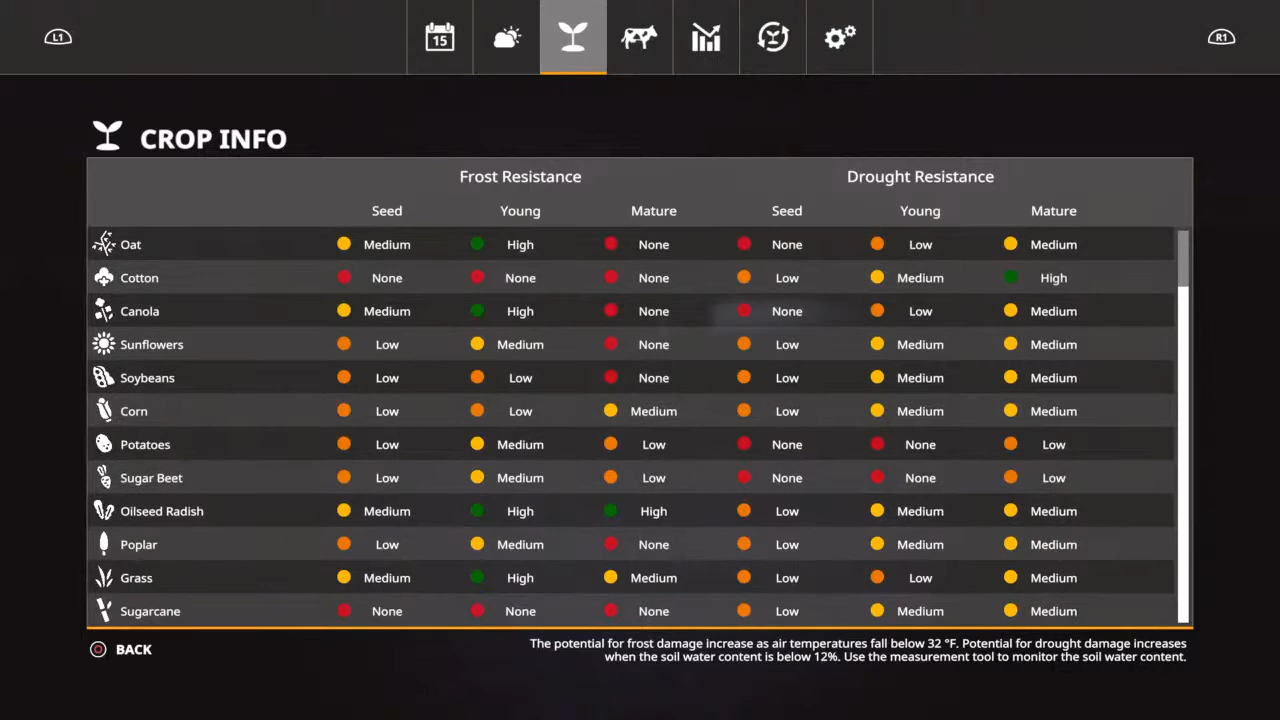 L1
15
R1
CROP INFO
Frost Resistance Drought Resistance
Seed Young Mature Seed Young Mature
Oat Medium High None None Low Medium
Cotton None None None Low Medium High
Canola Medium High None None Low Medium
Sunflowers Low Medium None Low Medium Medium
Soybeans Low Low None Low Medium Medium
Corn Low Low Medium Low Medium Medium
Potatoes Low Medium Low None None Low
Sugar Beet Low Medium Low None None Low
Oilseed Radish Medium High High Low Medium Medium
Poplar Low Medium None Low Medium Medium
Grass Medium High Medium Low Low Medium
Sugarcane None None None Low Medium Medium
BACK
The potential for frost damage increase as air temperatures fall below 32 °F. Potential for drought damage increases
when the soil water content is below 12%. Use the measurement tool to monitor the soil water content.